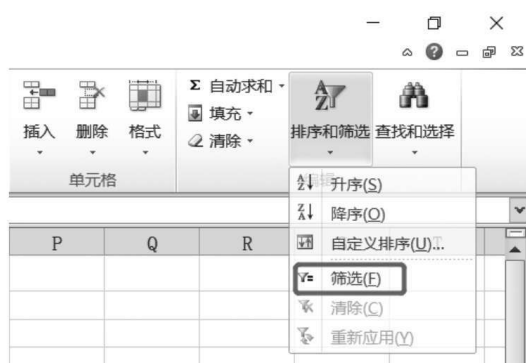 Σ 自动求和
填充
插入 删除 格式 排序和筛选 查找和选择
清除
单元格
升序(S)
降序(O)
P Q R 自定义排序(U)...
筛选(F)
清除(C)
重新应用(Y)